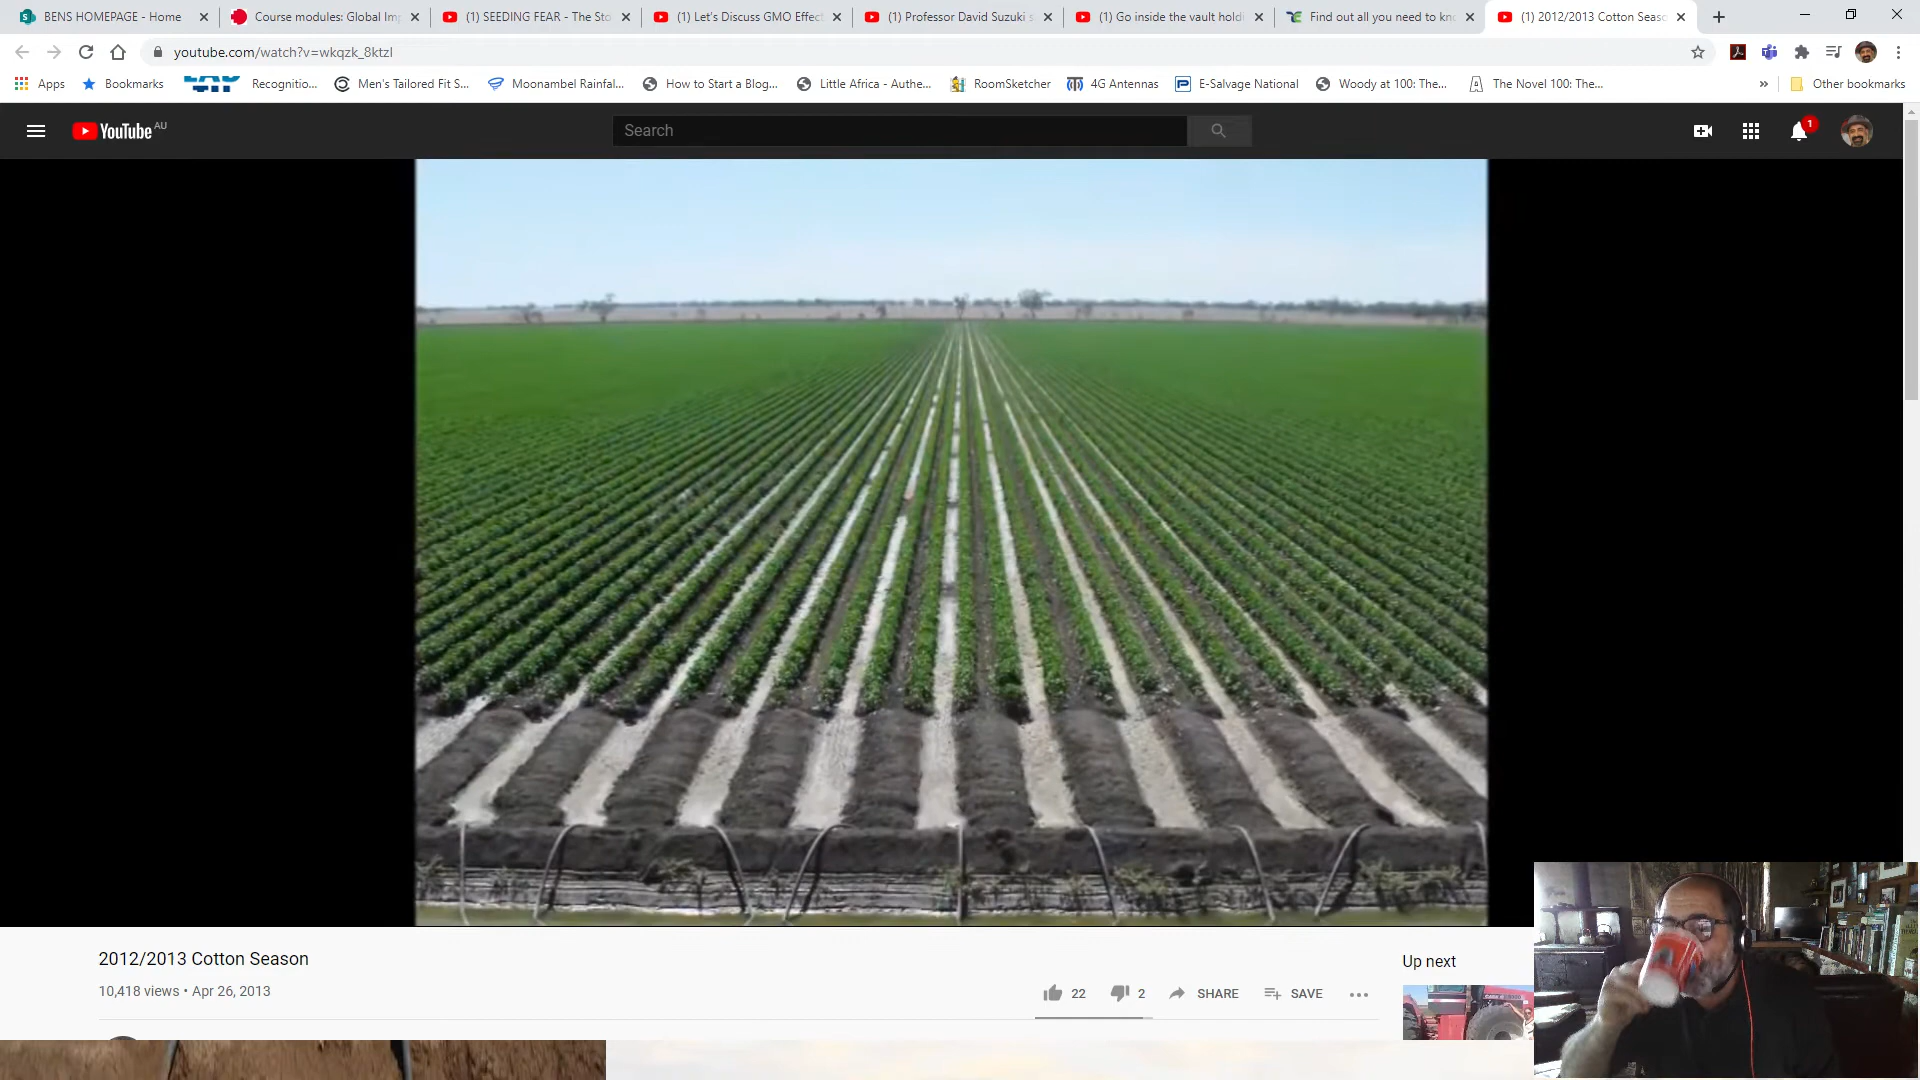 BENS HOMEPAGE - Home
Course modules: Global Imp
(1) SEEDING FEAR - The Sto
(1) Let's Discuss GMO Effect
(1) Professor David Suzuki s
(1) Go inside the vault holdi
Find out all you need to kno
(1) 2012/2013 Cotton Seaso
youtube.com/watch?v=wkqzk_8ktzI
Apps
Bookmarks
Recognitio...
Men's Tailored Fit S...
Moonambel Rainfal...
How to Start a Blog...
Little Africa - Authe...
RoomSketcher
4G Antennas
E-Salvage National
Woody at 100: The...
The Novel 100: The...
»
Other bookmarks
YouTube AU
Search
1
2012/2013 Cotton Season
10,418 views • Apr 26, 2013
22
2
SHARE
SAVE
Up next